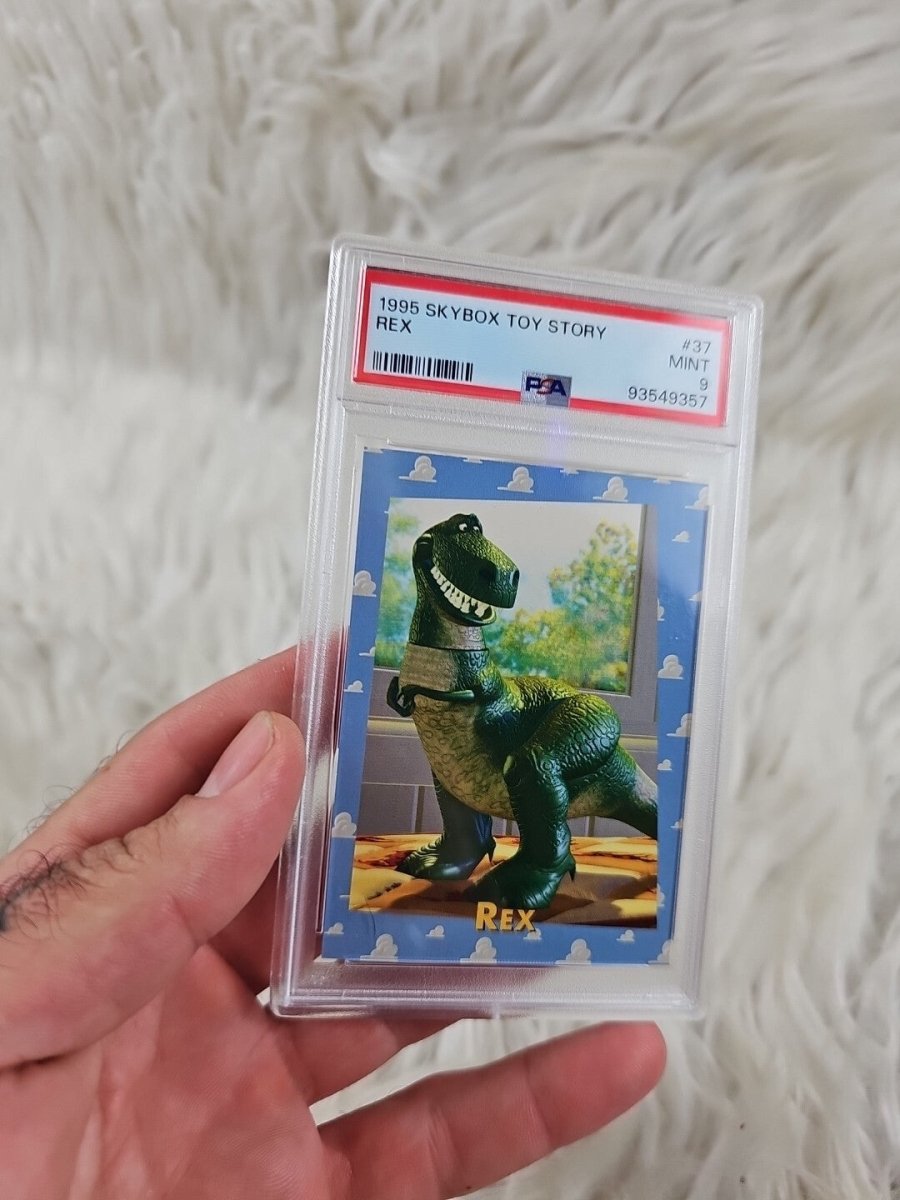 1995 SKYBOX TOY STORY #37
REX MINT
9
PSA 93549357
REX